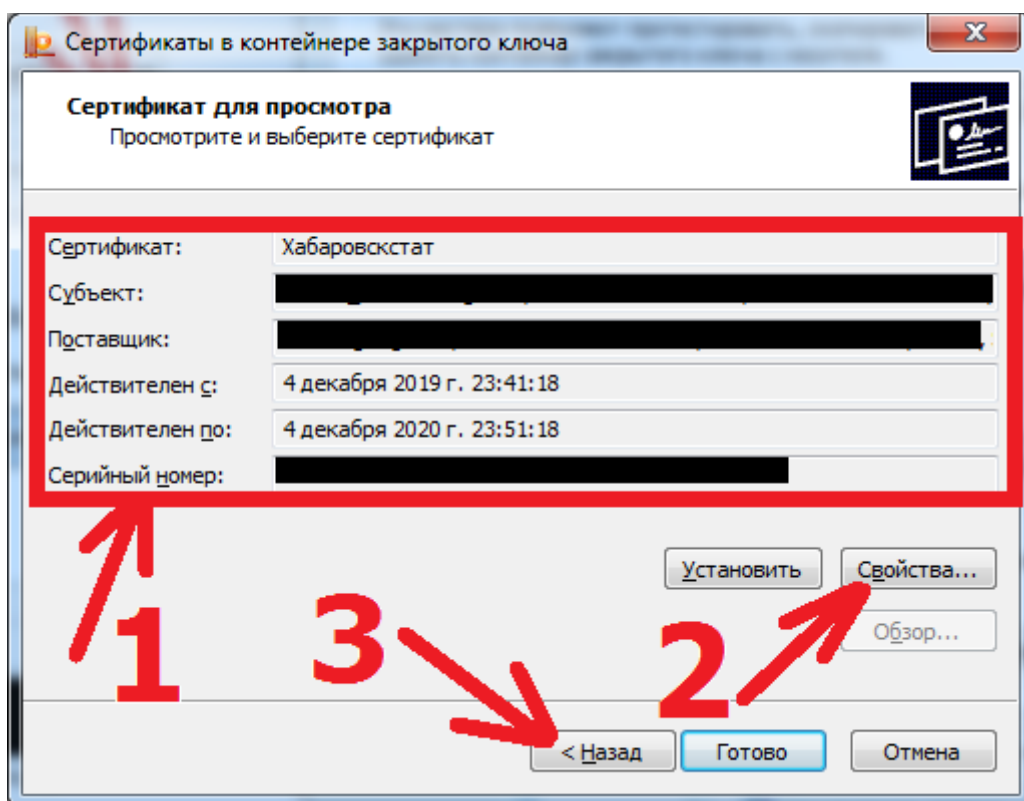 Сертификаты в контейнере закрытого ключа
Сертификат для просмотра
Просмотрите и выберите сертификат
Сертификат: Хабаровскстат
Субъект:
Поставщик:
Действителен с: 4 декабря 2019 г. 23:41:18
Действителен по: 4 декабря 2020 г. 23:51:18
Серийный номер:
Установить Свойства...
Обзор...
1 3 2
< Назад Готово Отмена